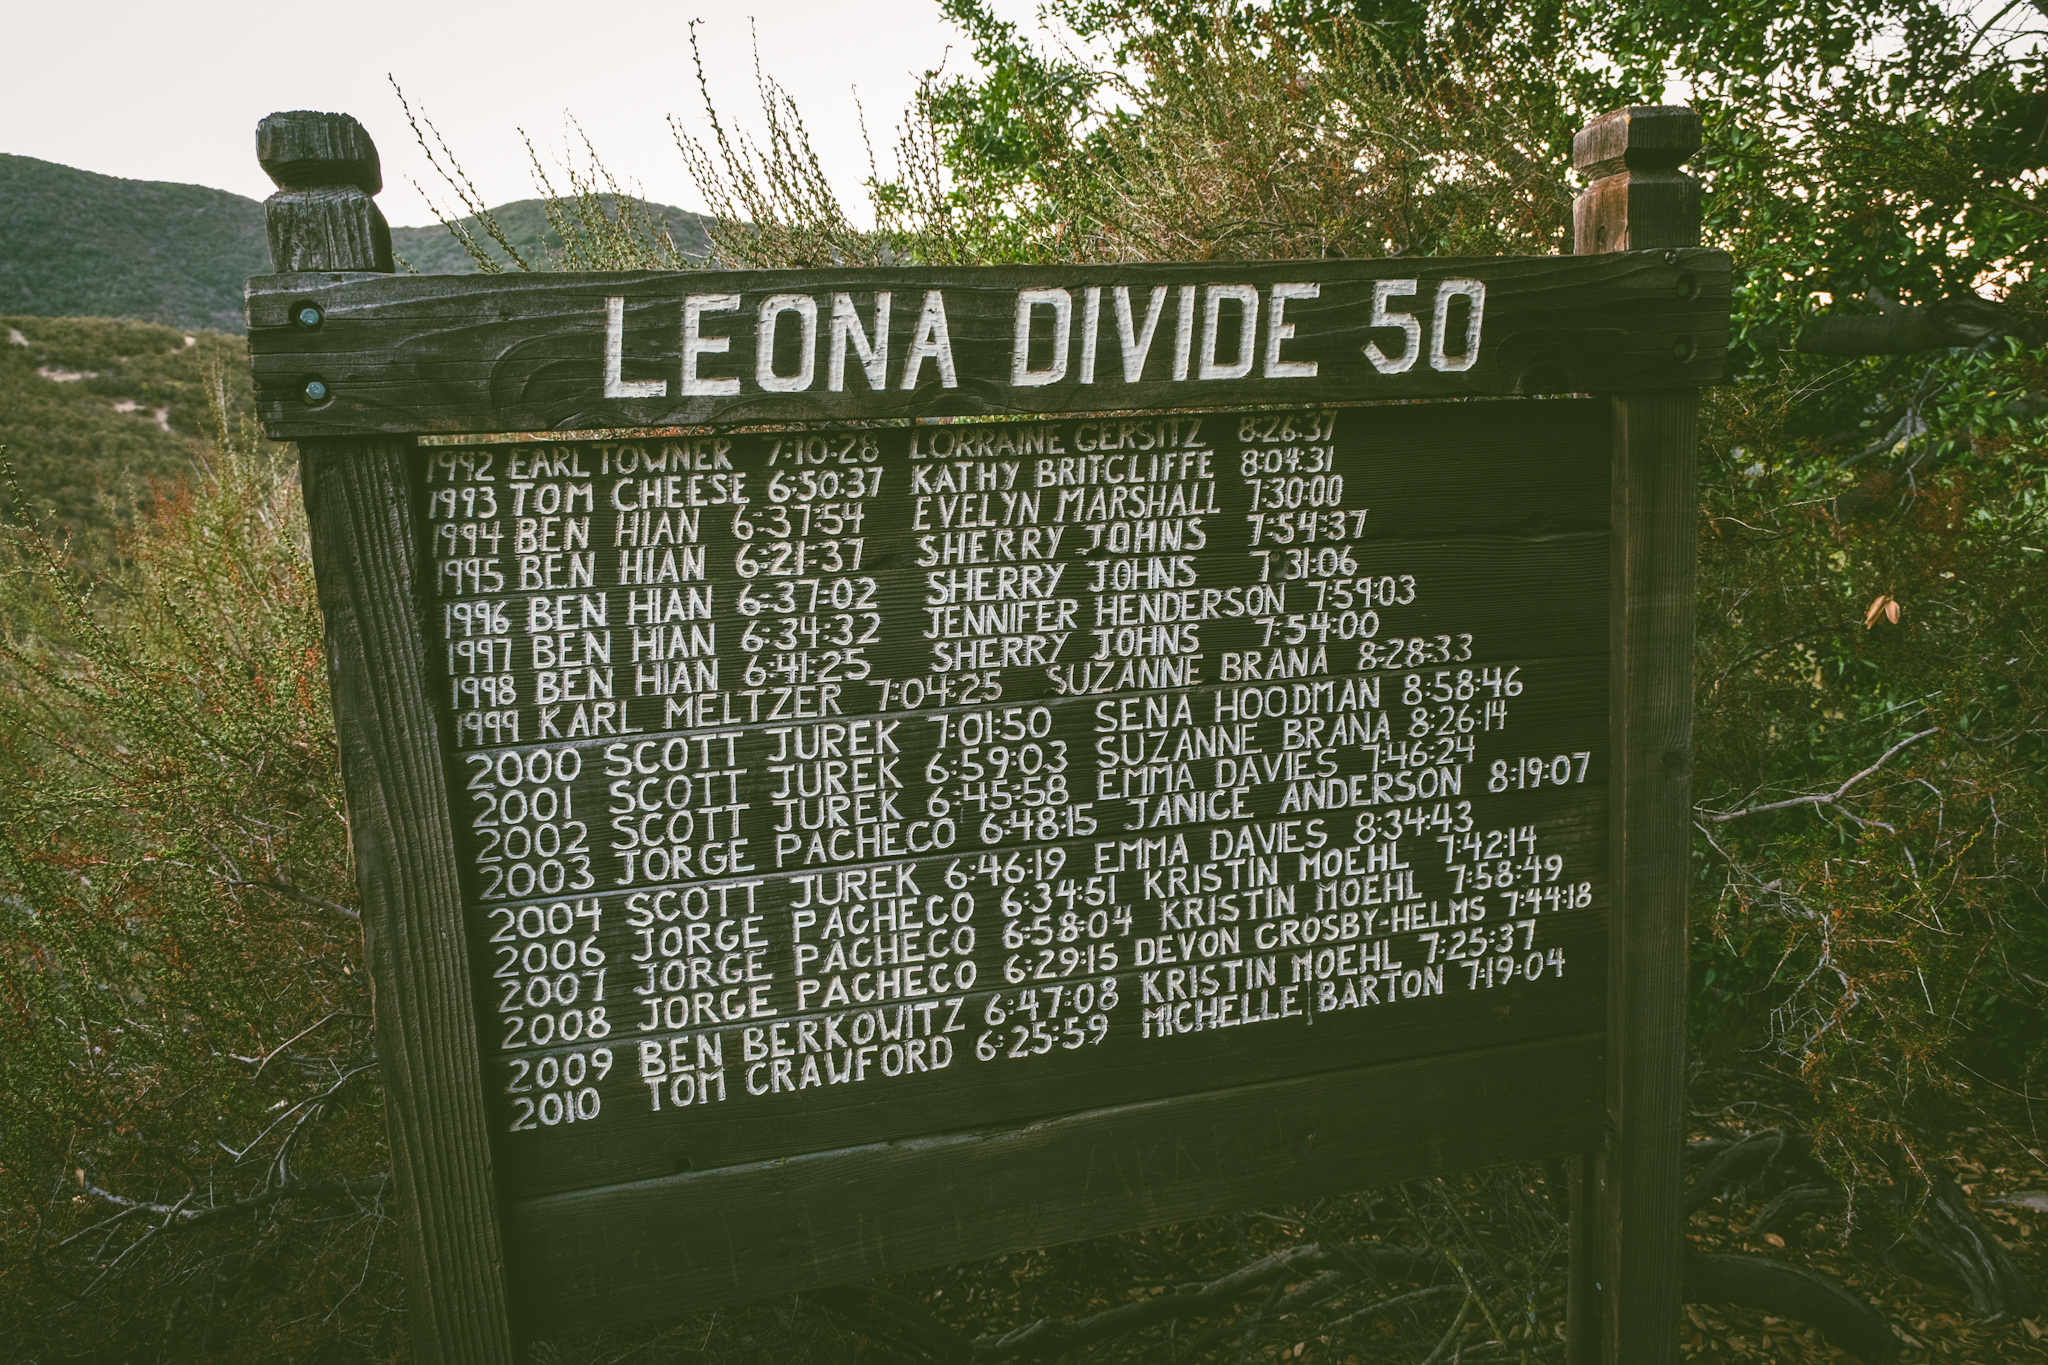 LEONA DIVIDE 50
1992 EARL TOWNER 7:10:28 LORRAINE GERSITZ 8:26:37
1993 TOM CHEESE 6:50:37 KATHY BRITCLIFFE 8:04:31
1994 BEN HIAN 6:37:54 EVELYN MARSHALL 7:30:00
1995 BEN HIAN 6:21:37 SHERRY JOHNS 7:54:37
1996 BEN HIAN 6:37:02 SHERRY JOHNS 7:31:06
1997 BEN HIAN 6:34:32 JENNIFER HENDERSON 7:59:03
1998 BEN HIAN 6:41:25 SHERRY JOHNS 7:54:00
1999 KARL MELTZER 7:04:25 SUZANNE BRANA 8:28:33
2000 SCOTT JUREK 7:01:50 SENA HOODMAN 8:58:46
2001 SCOTT JUREK 6:59:03 SUZANNE BRANA 8:26:14
2002 SCOTT JUREK 6:45:58 EMMA DAVIES 7:46:24
2003 JORGE PACHECO 6:48:15 JANICE ANDERSON 8:19:07
2004 SCOTT JUREK 6:46:19 EMMA DAVIES 8:34:43
2006 JORGE PACHECO 6:34:51 KRISTIN MOEHL 7:42:14
2007 JORGE PACHECO 6:58:04 KRISTIN MOEHL 7:58:49
2008 JORGE PACHECO 6:29:15 DEVON CROSBY-HELMS 7:44:18
2009 BEN BERKOWITZ 6:47:08 KRISTIN MOEHL 7:25:37
2010 TOM CRAWFORD 6:25:59 MICHELLE BARTON 7:19:04